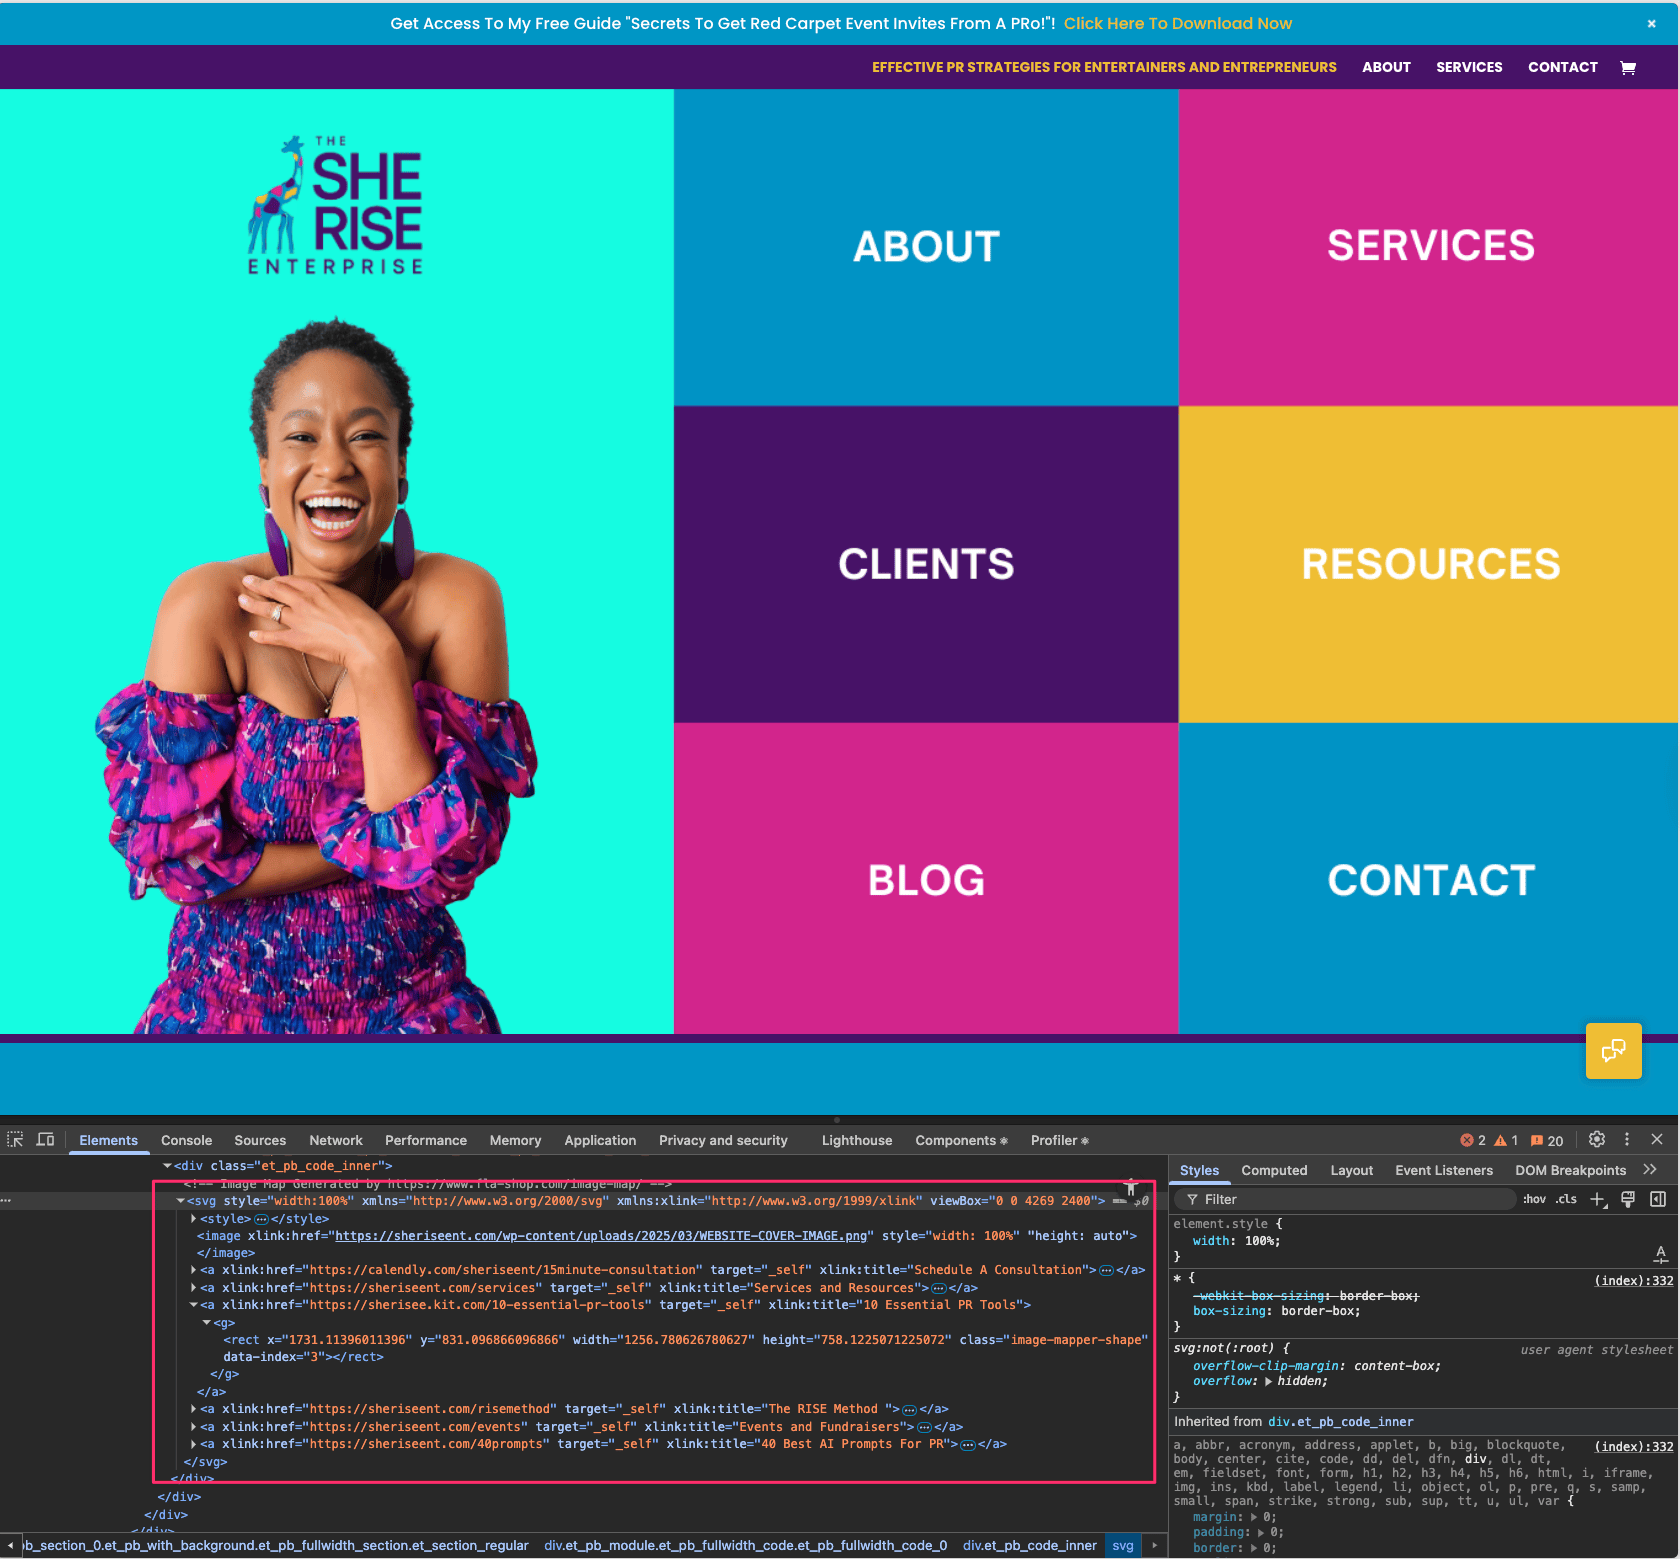 Get Access To My Free Guide "Secrets To Get Red Carpet Event Invites From A PRo!"! Click Here To Download Now ×
EFFECTIVE PR STRATEGIES FOR ENTERTAINERS AND ENTREPRENEURS ABOUT SERVICES CONTACT
THE
SHE
RISE
ENTERPRISE
ABOUT
SERVICES
CLIENTS
RESOURCES
BLOG
CONTACT
Elements Console Sources Network Performance Memory Application Privacy and security Lighthouse Components Profiler 2 1 20
<div class="et_pb_code_inner">
<!-- Image Map Generated by https://www.fla-shop.com/image-map/ -->
<svg style="width:100%" xmlns="http://www.w3.org/2000/svg" xmlns:xlink="http://www.w3.org/1999/xlink" viewBox="0 0 4269 2400"> == $0
<style>…</style>
<image xlink:href="https://sheriseent.com/wp-content/uploads/2025/03/WEBSITE-COVER-IMAGE.png" style="width: 100%" "height: auto">
</image>
<a xlink:href="https://calendly.com/sheriseent/15minute-consultation" target="_self" xlink:title="Schedule A Consultation">…</a>
<a xlink:href="https://sheriseent.com/services" target="_self" xlink:title="Services and Resources">…</a>
<a xlink:href="https://sherisee.kit.com/10-essential-pr-tools" target="_self" xlink:title="10 Essential PR Tools">
<g>
<rect x="1731.11396011396" y="831.096866096866" width="1256.780626780627" height="758.1225071225072" class="image-mapper-shape"
data-index="3"></rect>
</g>
</a>
<a xlink:href="https://sheriseent.com/risemethod" target="_self" xlink:title="The RISE Method ">…</a>
<a xlink:href="https://sheriseent.com/events" target="_self" xlink:title="Events and Fundraisers">…</a>
<a xlink:href="https://sheriseent.com/40prompts" target="_self" xlink:title="40 Best AI Prompts For PR">…</a>
</svg>
</div>
</div>
</div>
</div>
b_section_0.et_pb_with_background.et_pb_fullwidth_section.et_section_regular div.et_pb_module.et_pb_fullwidth_code.et_pb_fullwidth_code_0 div.et_pb_code_inner svg
Styles Computed Layout Event Listeners DOM Breakpoints
Filter :hov .cls
element.style {
width: 100%;
}
* { (index):332
-webkit-box-sizing: border-box;
box-sizing: border-box;
}
svg:not(:root) { user agent stylesheet
overflow-clip-margin: content-box;
overflow: hidden;
}
Inherited from div.et_pb_code_inner
a, abbr, acronym, address, applet, b, big, blockquote, (index):332
body, center, cite, code, dd, del, dfn, div, dl, dt,
em, fieldset, font, form, h1, h2, h3, h4, h5, h6, html, i, iframe,
img, ins, kbd, label, legend, li, object, ol, p, pre, q, s, samp,
small, span, strike, strong, sub, sup, tt, u, ul, var {
margin: 0;
padding: 0;
border: 0;